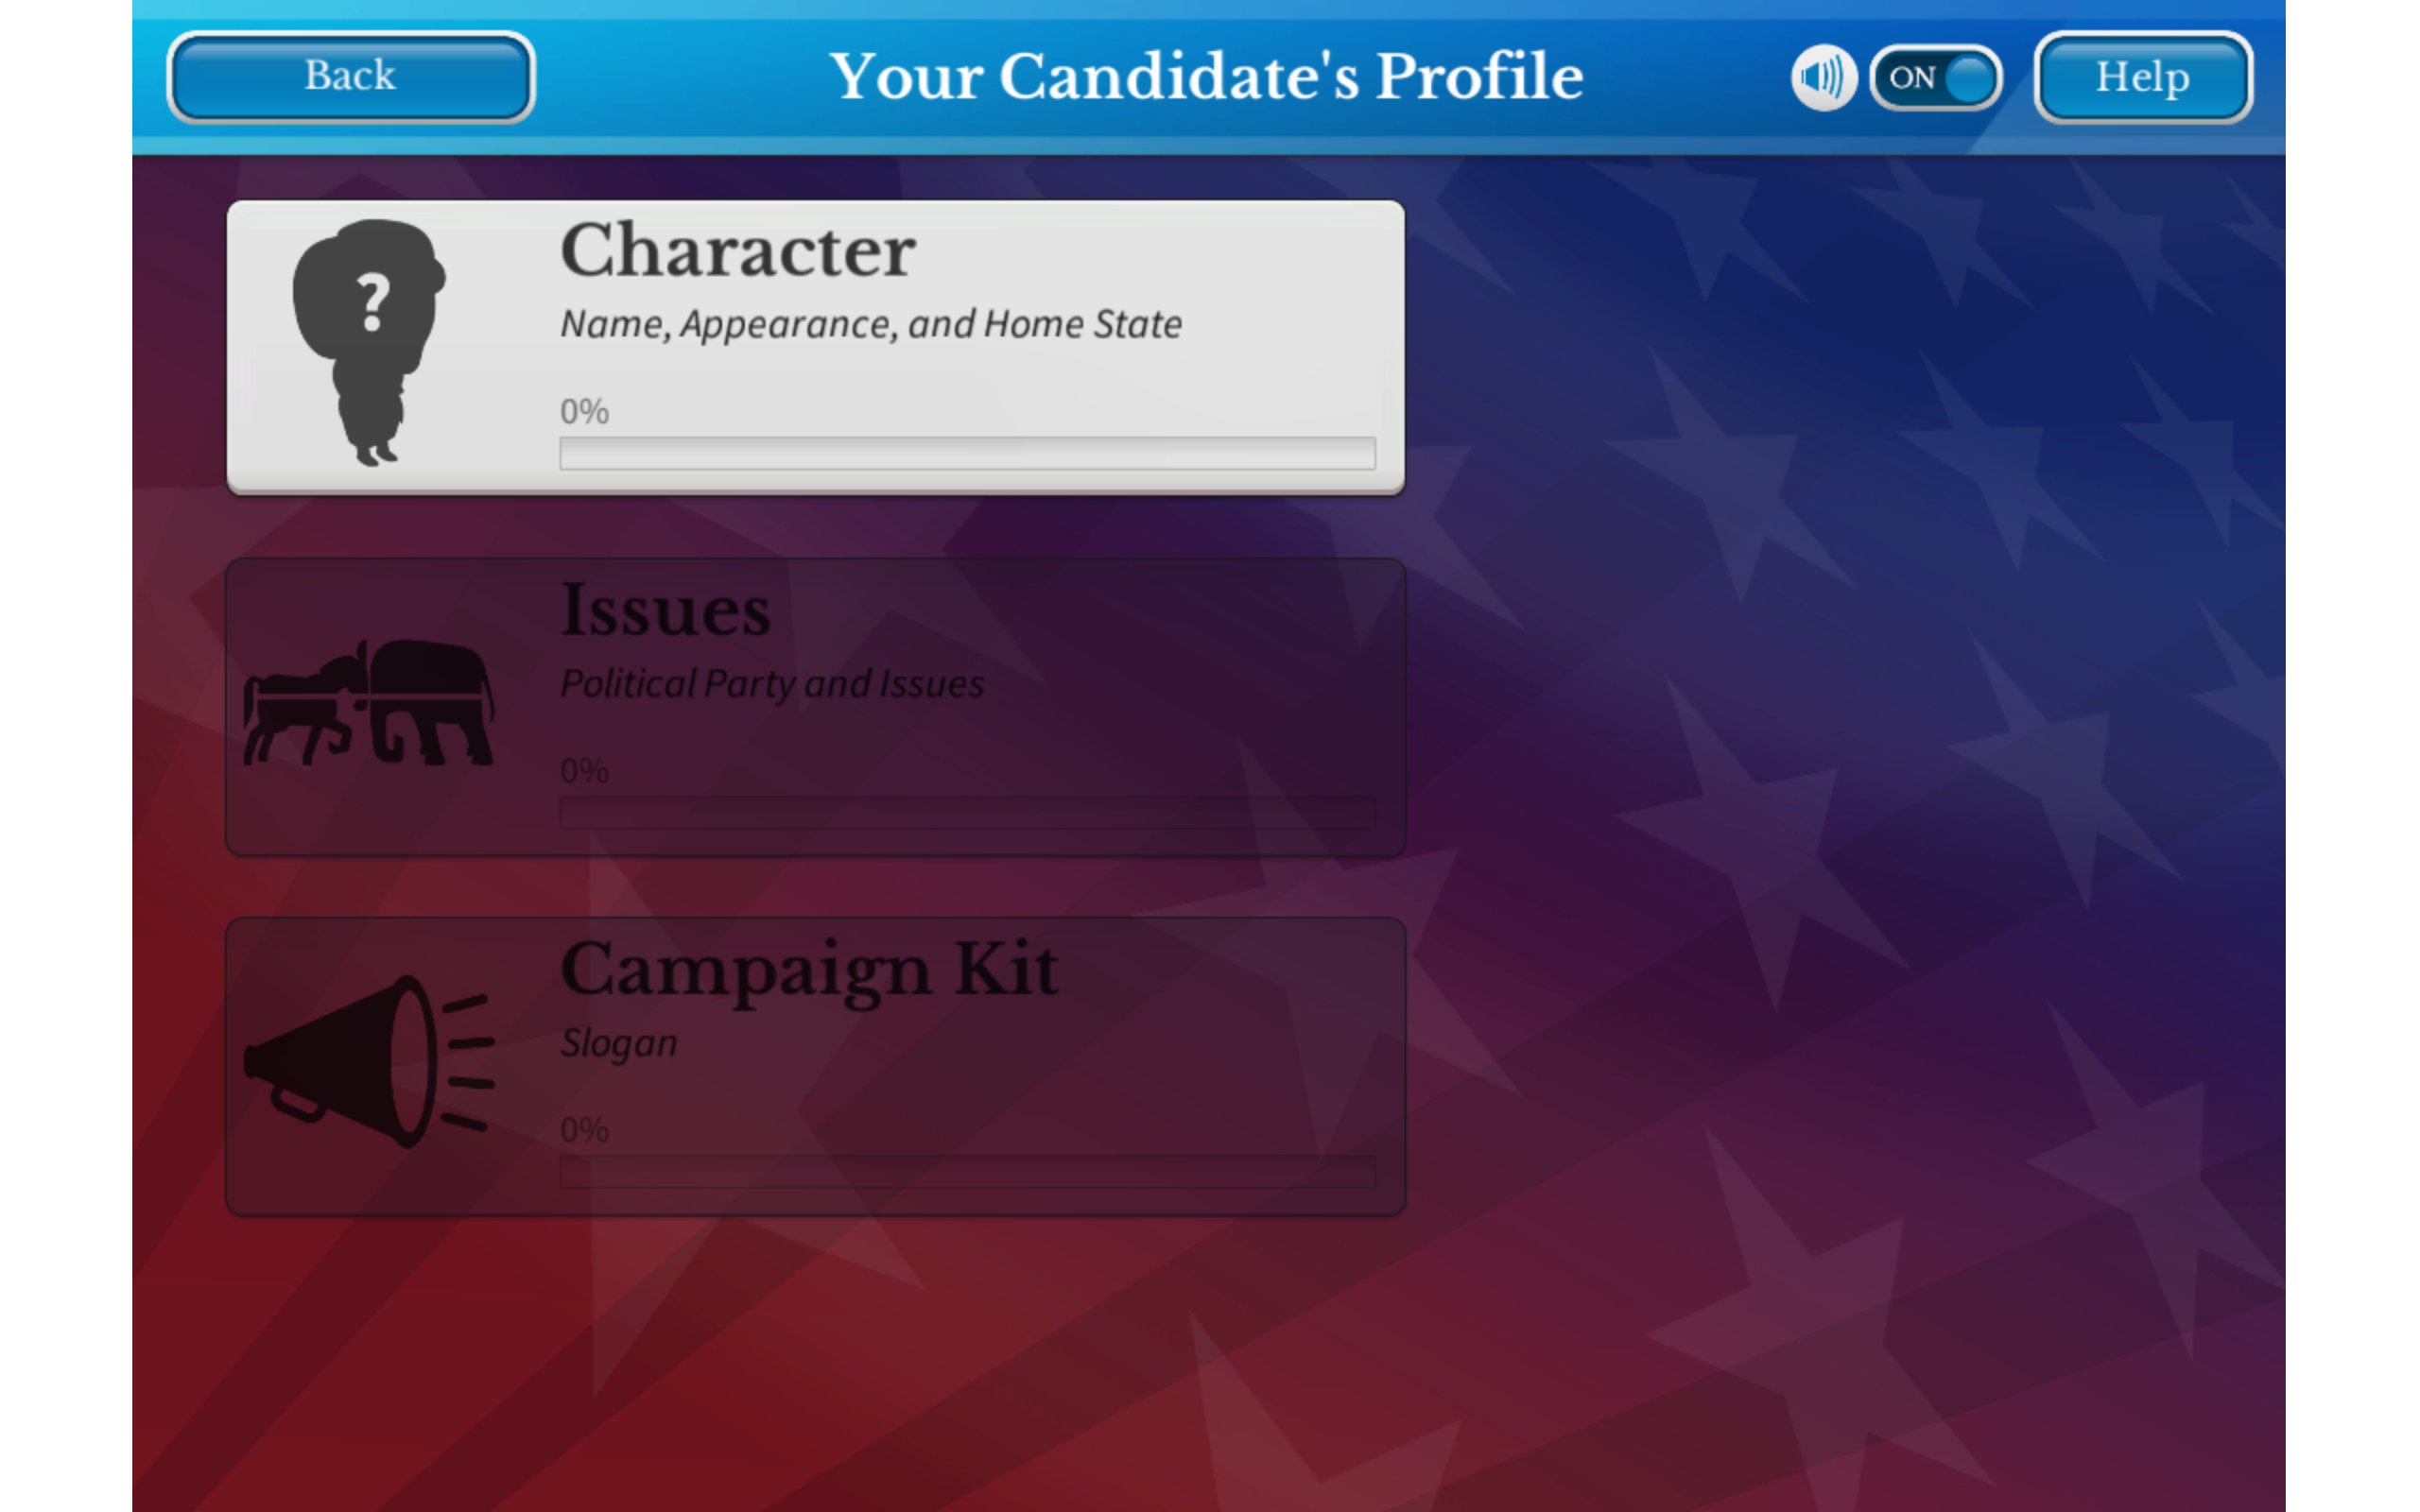 Back
Your Candidate's Profile
ON
Help
?
Character
Name, Appearance, and Home State
0%
Issues
Political Party and Issues
0%
Campaign Kit
Slogan
0%